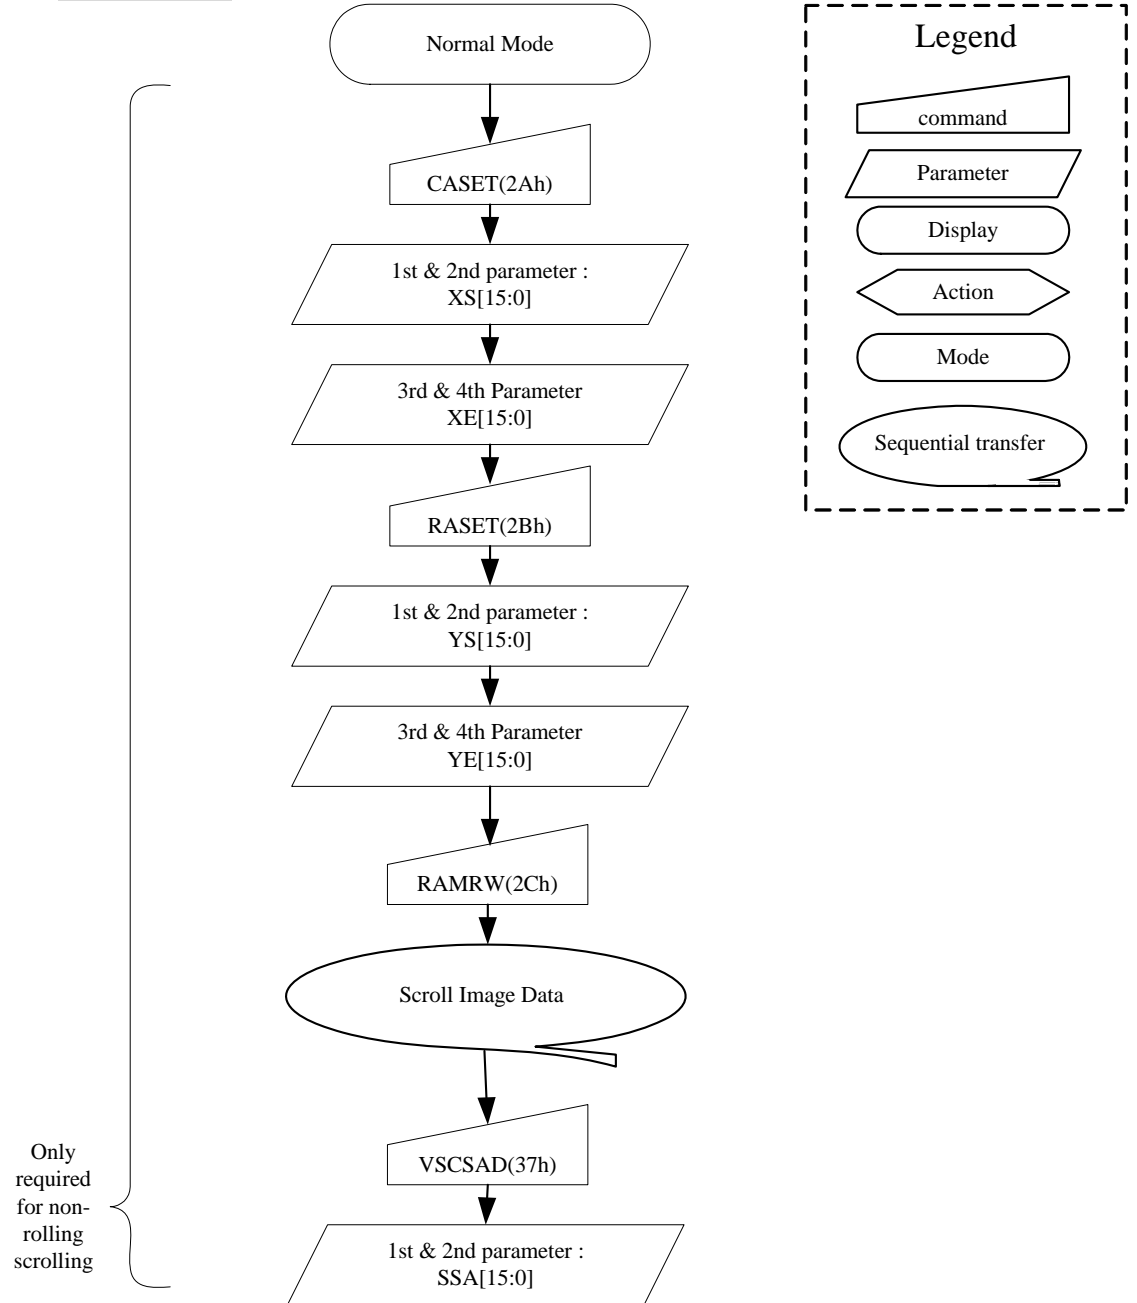 Normal Mode
CASET(2Ah)
1st & 2nd parameter :
XS[15:0]
3rd & 4th Parameter
XE[15:0]
RASET(2Bh)
1st & 2nd parameter :
YS[15:0]
3rd & 4th Parameter
YE[15:0]
RAMRW(2Ch)
Scroll Image Data
VSCSAD(37h)
1st & 2nd parameter :
SSA[15:0]
Only
required
for non-
rolling
scrolling
Legend
command
Parameter
Display
Action
Mode
Sequential transfer